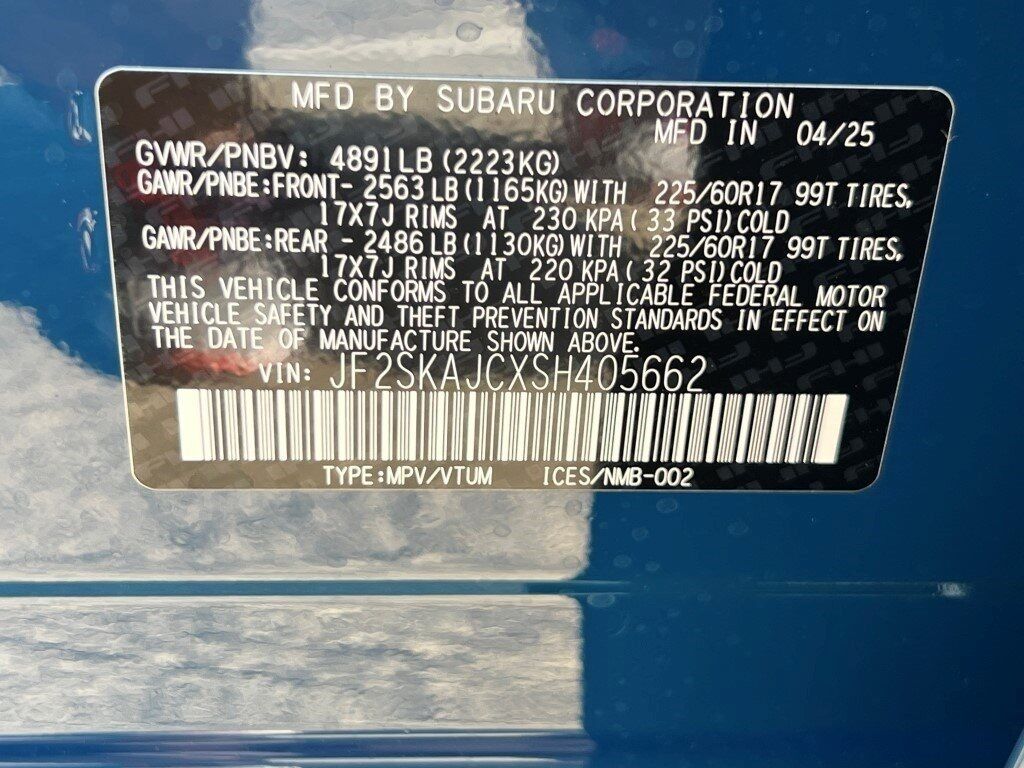 MFD BY SUBARU CORPORATION
MFD IN 04/25
GVWR/PNBV: 4891LB (2223KG)
GAWR/PNBE:FRONT- 2563 LB (1165KG) WITH 225/60R17 99T TIRES,
17X7J RIMS AT 230 KPA ( 33 PSI) COLD
GAWR/PNBE:REAR - 2486 LB (1130KG) WITH 225/60R17 99T TIRES,
17X7J RIMS AT 220 KPA ( 32 PSI) COLD
THIS VEHICLE CONFORMS TO ALL APPLICABLE FEDERAL MOTOR
VEHICLE SAFETY AND THEFT PREVENTION STANDARDS IN EFFECT ON
THE DATE OF MANUFACTURE SHOWN ABOVE.
VIN: JF2SKAJCXSH405662
TYPE:MPV/VTUM ICES/NMB-002